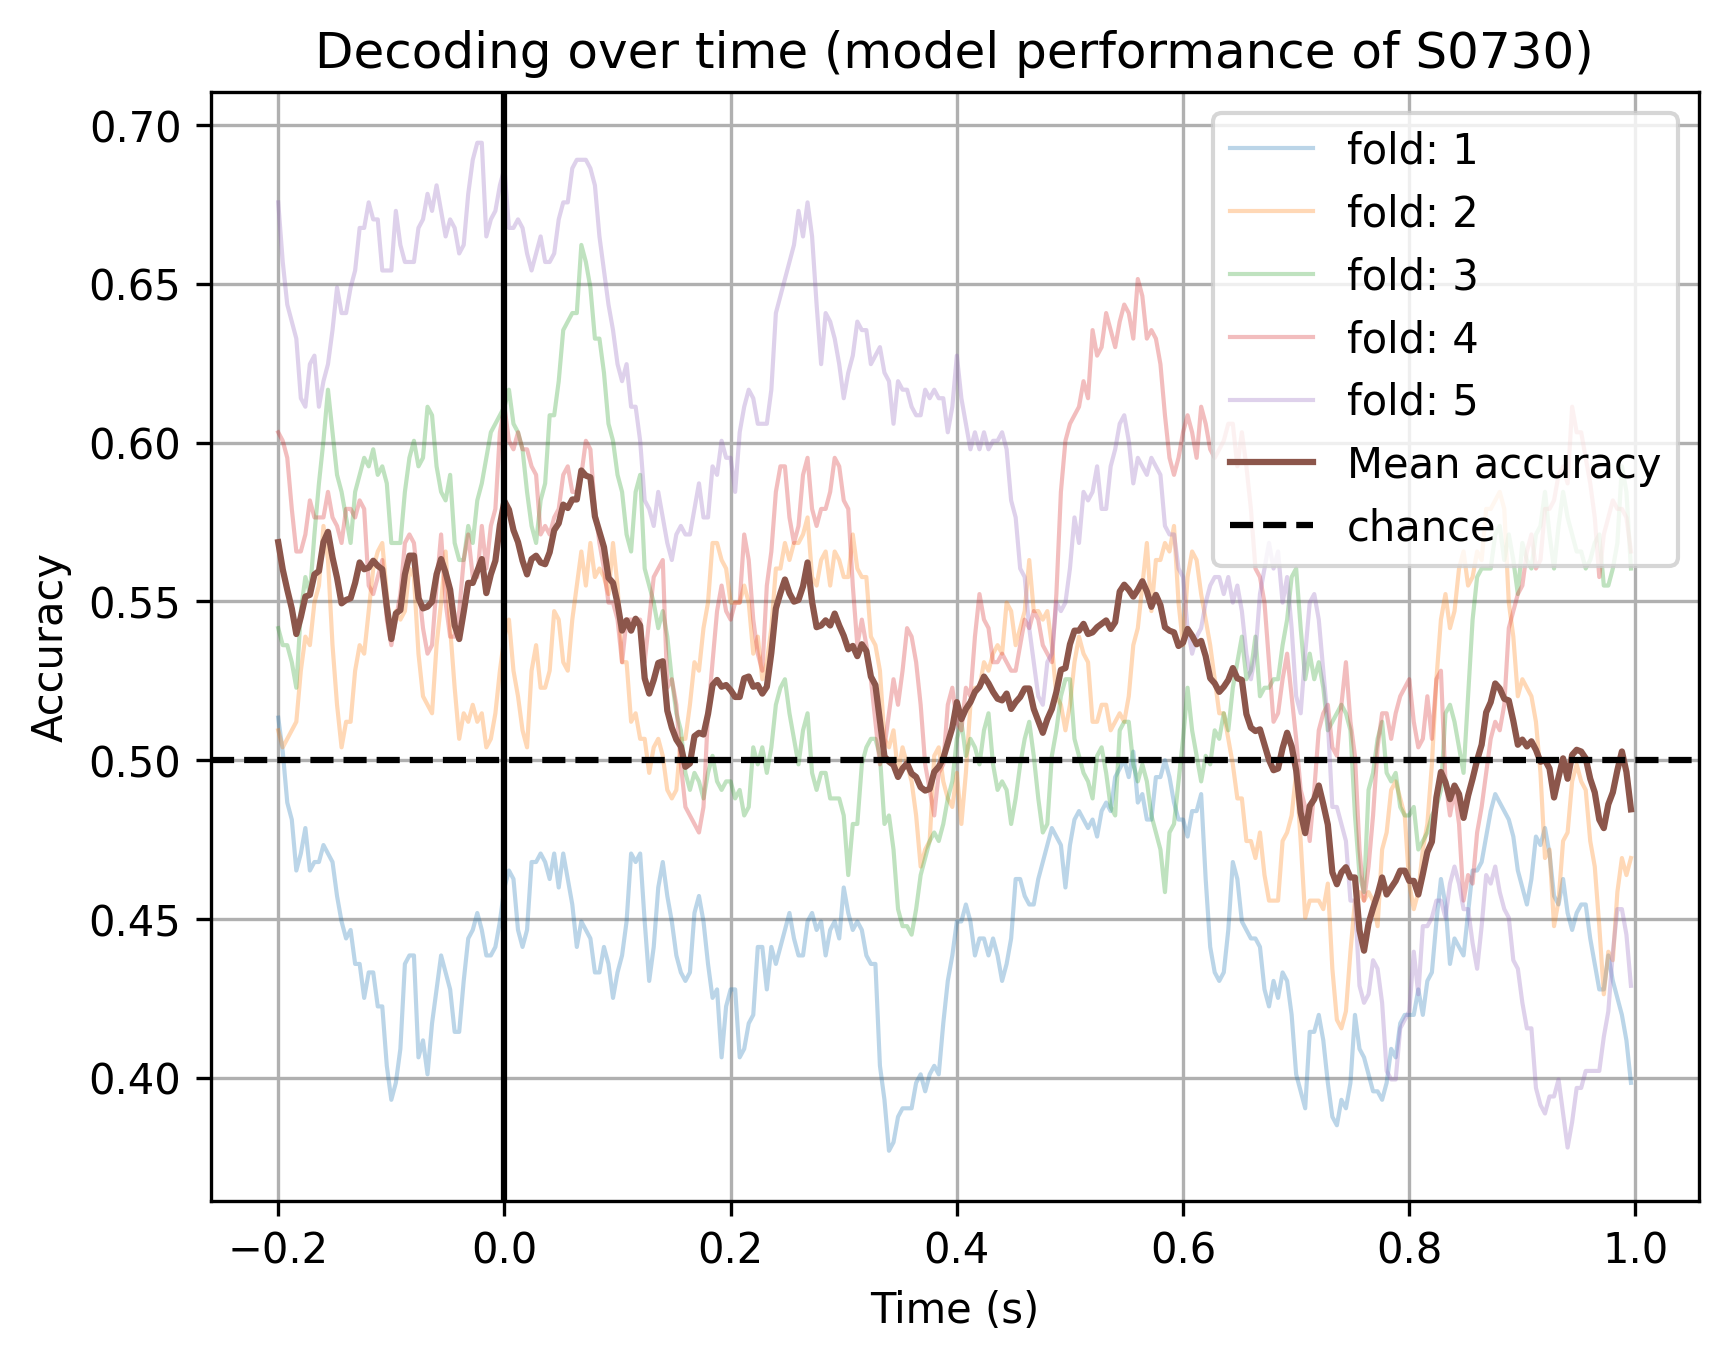 Decoding over time (model performance of S0730)
0.70
0.65
0.60
0.55
0.50
0.45
0.40
Accuracy
fold: 1
fold: 2
fold: 3
fold: 4
fold: 5
Mean accuracy
chance
−0.2 0.0 0.2 0.4 0.6 0.8 1.0
Time (s)